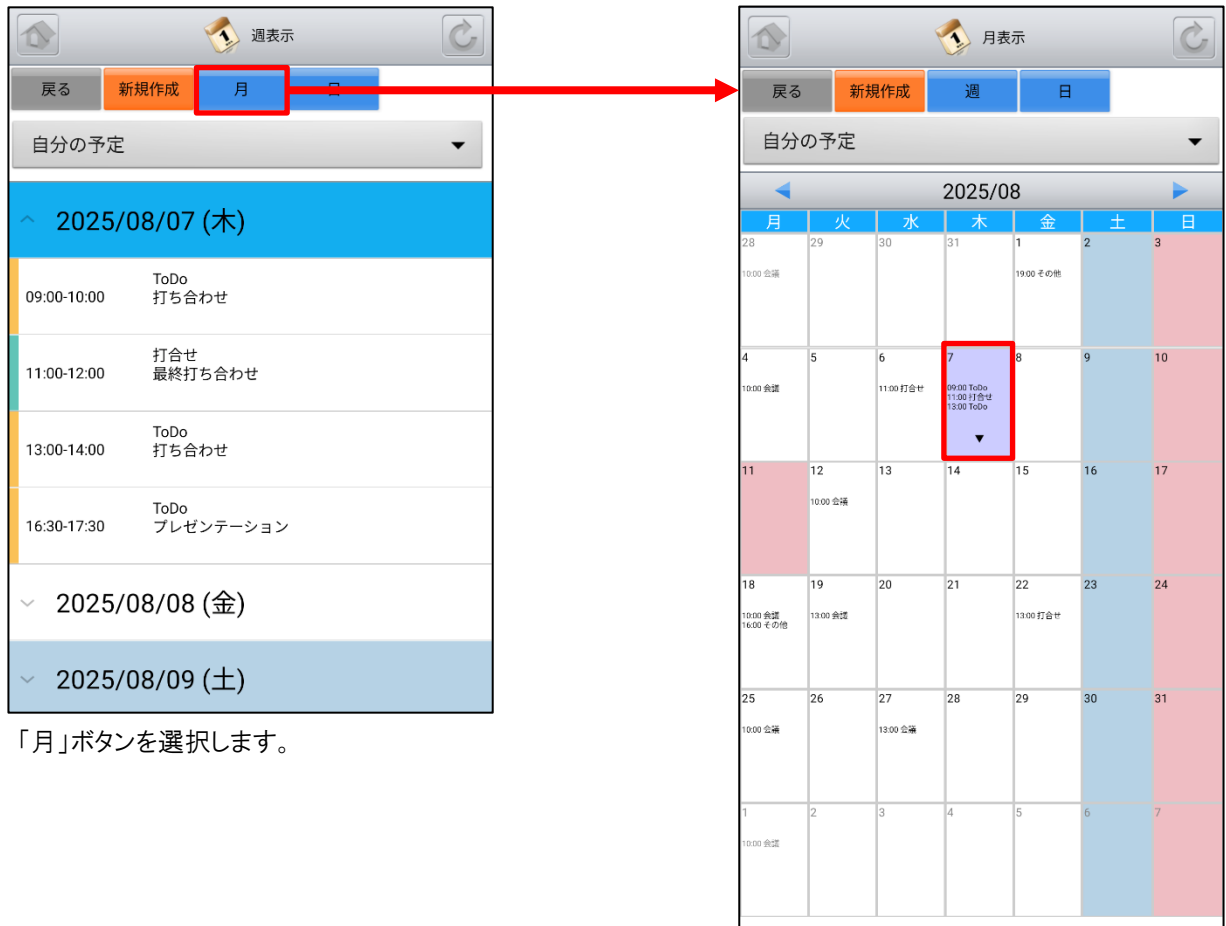 週表示
戻る 新規作成 月 日
自分の予定
2025/08/07 (木)
09:00-10:00 ToDo
打ち合わせ
11:00-12:00 打合せ
最終打ち合わせ
13:00-14:00 ToDo
打ち合わせ
16:30-17:30 ToDo
プレゼンテーション
2025/08/08 (金)
2025/08/09 (土)
「月」ボタンを選択します。
月表示
戻る 新規作成 週 日
自分の予定
2025/08
月 火 水 木 金 土 日
28 29 30 31 1 2 3
10:00 会議 19:00 その他
4 5 6 7 8 9 10
10:00 会議 11:00 打合せ 09:00 ToDo
11:00 打合せ
13:00 ToDo
11 12 13 14 15 16 17
10:00 会議
18 19 20 21 22 23 24
10:00 会議 13:00 会議 13:00 打合せ
16:00 その他
25 26 27 28 29 30 31
10:00 会議 13:00 会議
1 2 3 4 5 6 7
10:00 会議